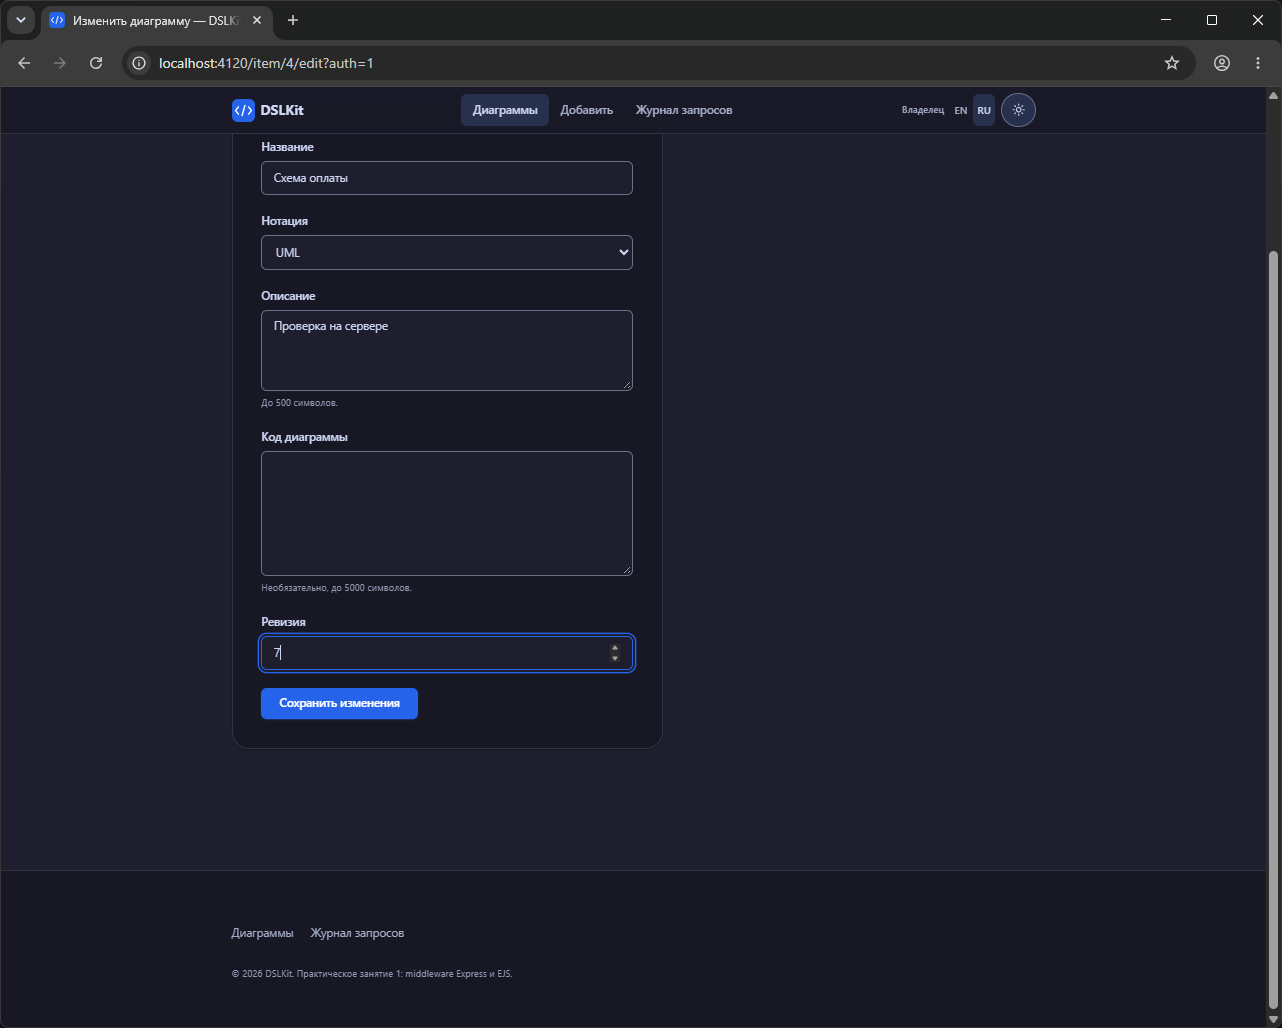 Изменить диаграмму — DSLKi
localhost:4120/item/4/edit?auth=1
DSLKit
Диаграммы
Добавить
Журнал запросов
Владелец
EN
RU
Название
Схема оплаты
Нотация
UML
Описание
Проверка на сервере
До 500 символов.
Код диаграммы
Необязательно, до 5000 символов.
Ревизия
7
Сохранить изменения
Диаграммы
Журнал запросов
© 2026 DSLKit. Практическое занятие 1: middleware Express и EJS.